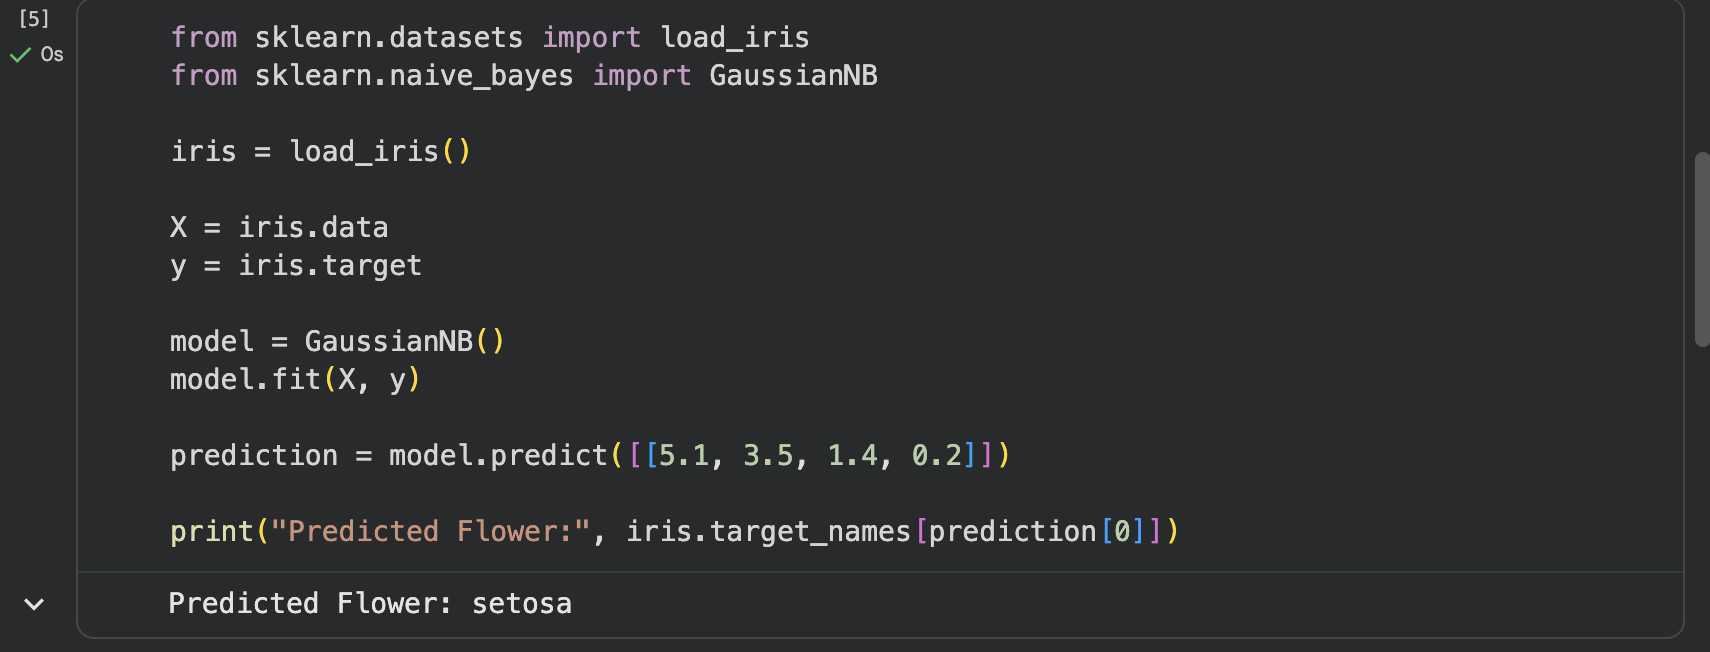 [5]
0s
from sklearn.datasets import load_iris
from sklearn.naive_bayes import GaussianNB
iris = load_iris()
X = iris.data
y = iris.target
model = GaussianNB()
model.fit(X, y)
prediction = model.predict([[5.1, 3.5, 1.4, 0.2]])
print("Predicted Flower:", iris.target_names[prediction[0]])
Predicted Flower: setosa